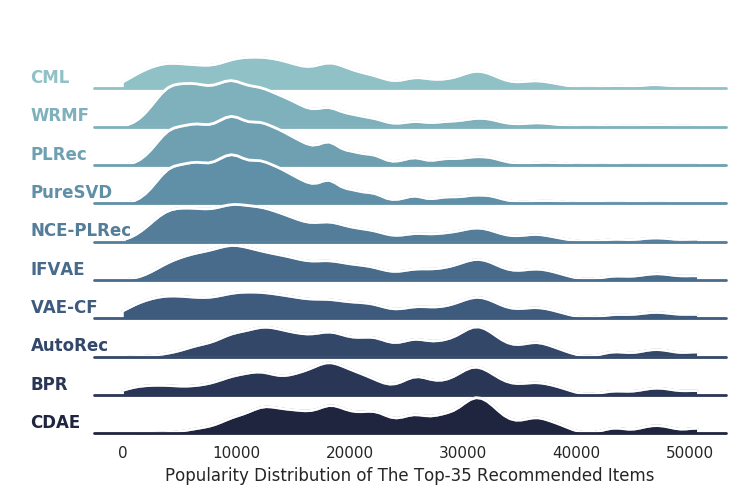 CML
WRMF
PLRec
PureSVD
NCE-PLRec
IFVAE
VAE-CF
AutoRec
BPR
CDAE
0 10000 20000 30000 40000 50000
Popularity Distribution of The Top-35 Recommended Items